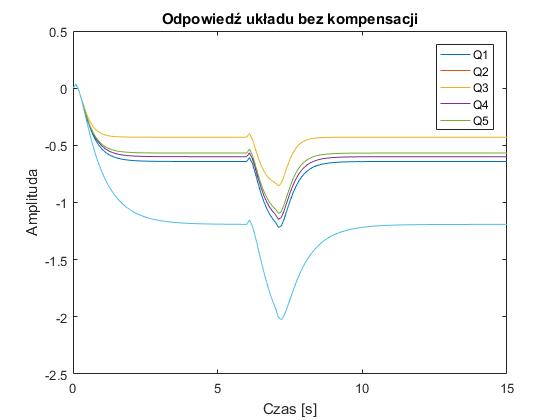 Odpowiedź układu bez kompensacji
0.5
0
-0.5
-1
-1.5
-2
-2.5
Amplituda
Q1
Q2
Q3
Q4
Q5
0
5
10
15
Czas [s]